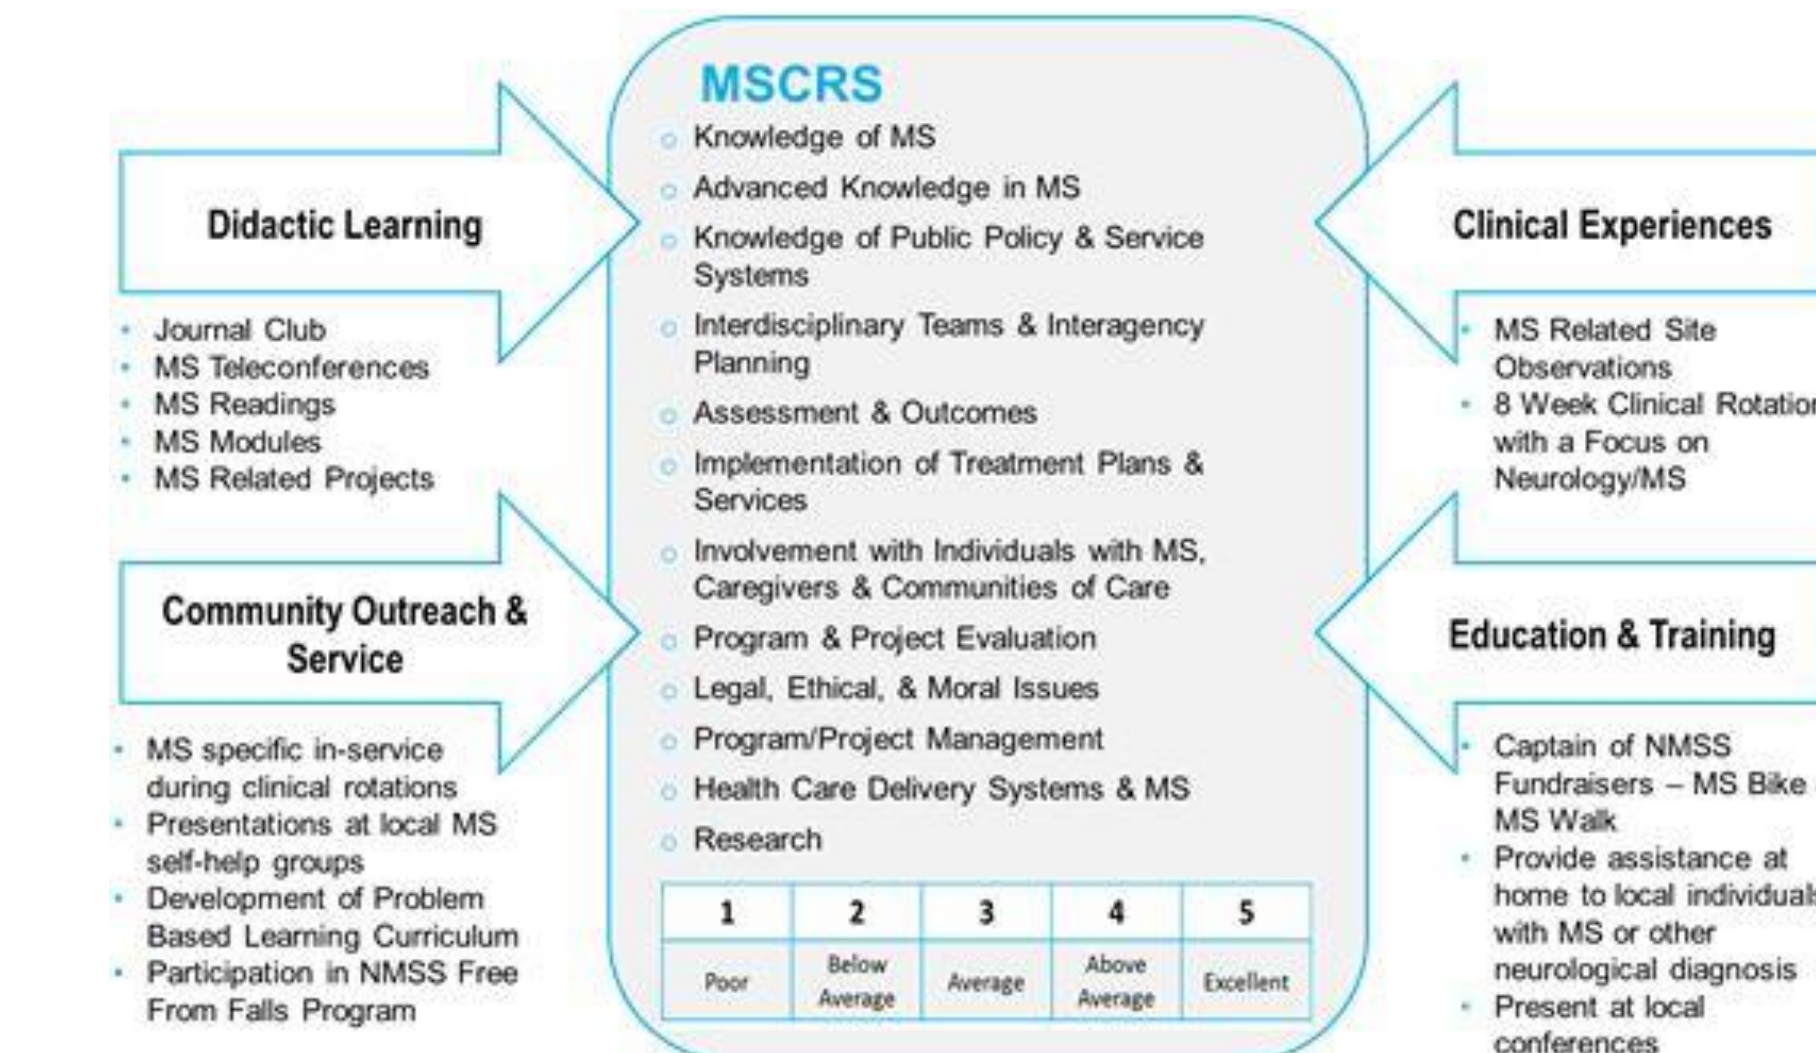 Didactic Learning
• Journal Club
• MS Teleconferences
• MS Readings
• MS Modules
• MS Related Projects
Community Outreach &
Service
• MS specific in-service
during clinical rotations
• Presentations at local MS
self-help groups
• Development of Problem
Based Learning Curriculum
• Participation in NMSS Free
From Falls Program
MSCRS
o Knowledge of MS
o Advanced Knowledge in MS
o Knowledge of Public Policy & Service
Systems
o Interdisciplinary Teams & Interagency
Planning
o Assessment & Outcomes
o Implementation of Treatment Plans &
Services
o Involvement with Individuals with MS,
Caregivers & Communities of Care
o Program & Project Evaluation
o Legal, Ethical, & Moral Issues
o Program/Project Management
o Health Care Delivery Systems & MS
o Research
1 2 3 4 5
Poor Below Average Average Above Average Excellent
Clinical Experiences
• MS Related Site
Observations
• 8 Week Clinical Rotation
with a Focus on
Neurology/MS
Education & Training
• Captain of NMSS
Fundraisers – MS Bike
MS Walk
• Provide assistance at
home to local individuals
with MS or other
neurological diagnosis
• Present at local
conferences